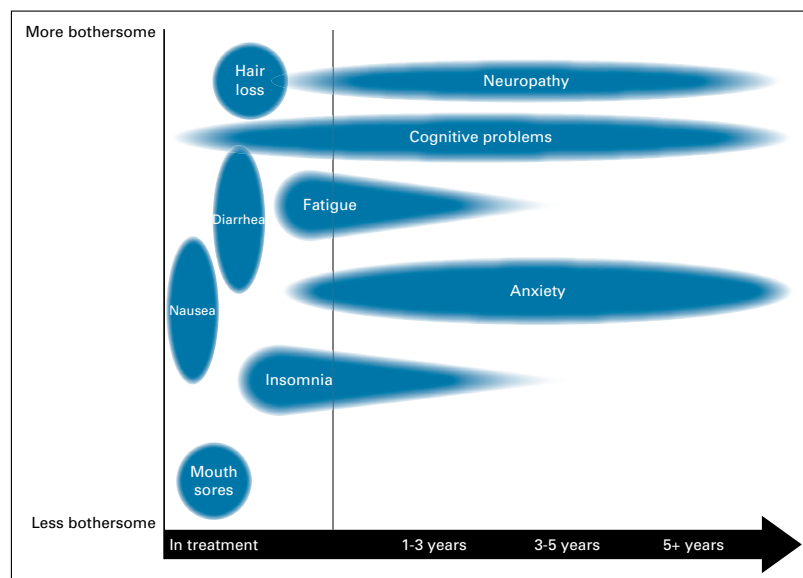 More bothersome
Hair
loss
Neuropathy
Cognitive problems
Diarrhea
Fatigue
Nausea
Anxiety
Insomnia
Mouth
sores
Less bothersome
In treatment
1-3 years
3-5 years
5+ years